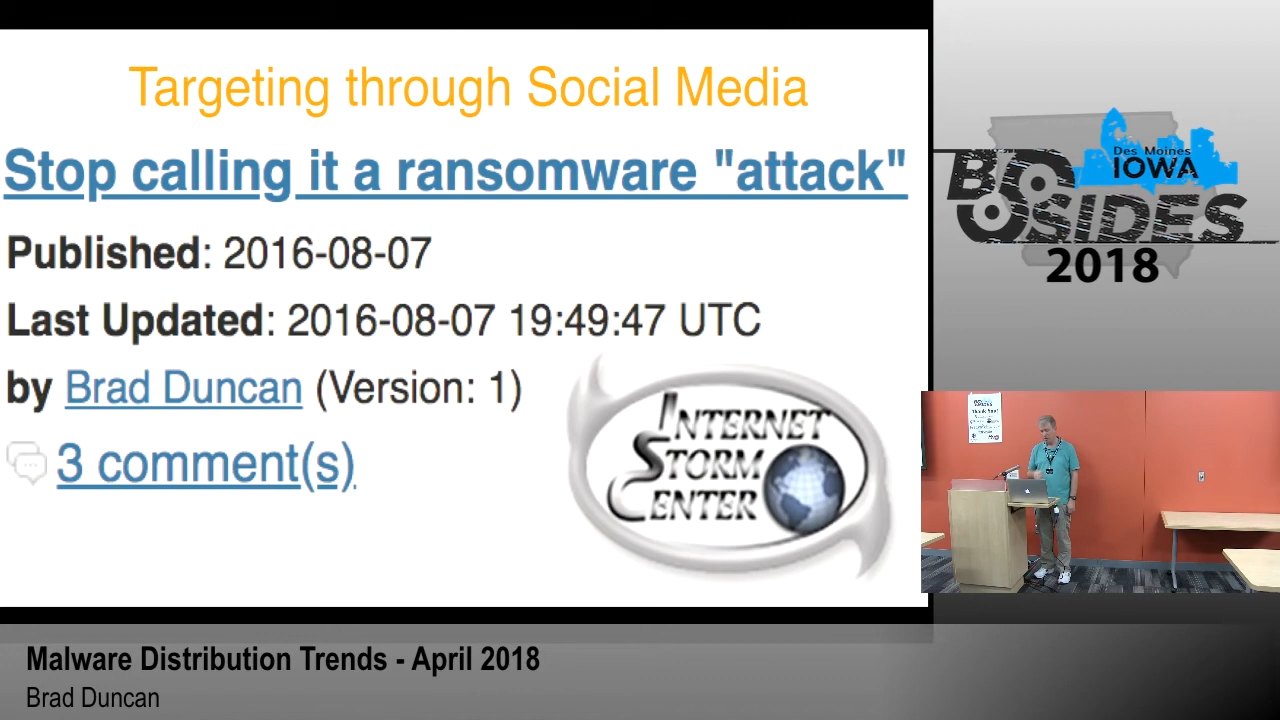 Targeting through Social Media
Stop calling it a ransomware "attack"
Published: 2016-08-07
Last Updated: 2016-08-07 19:49:47 UTC
by Brad Duncan (Version: 1)
3 comment(s)
INTERNET
STORM
CENTER
Des Moines
IOWA
BSIDES
2018
Thank You!
Malware Distribution Trends - April 2018
Brad Duncan